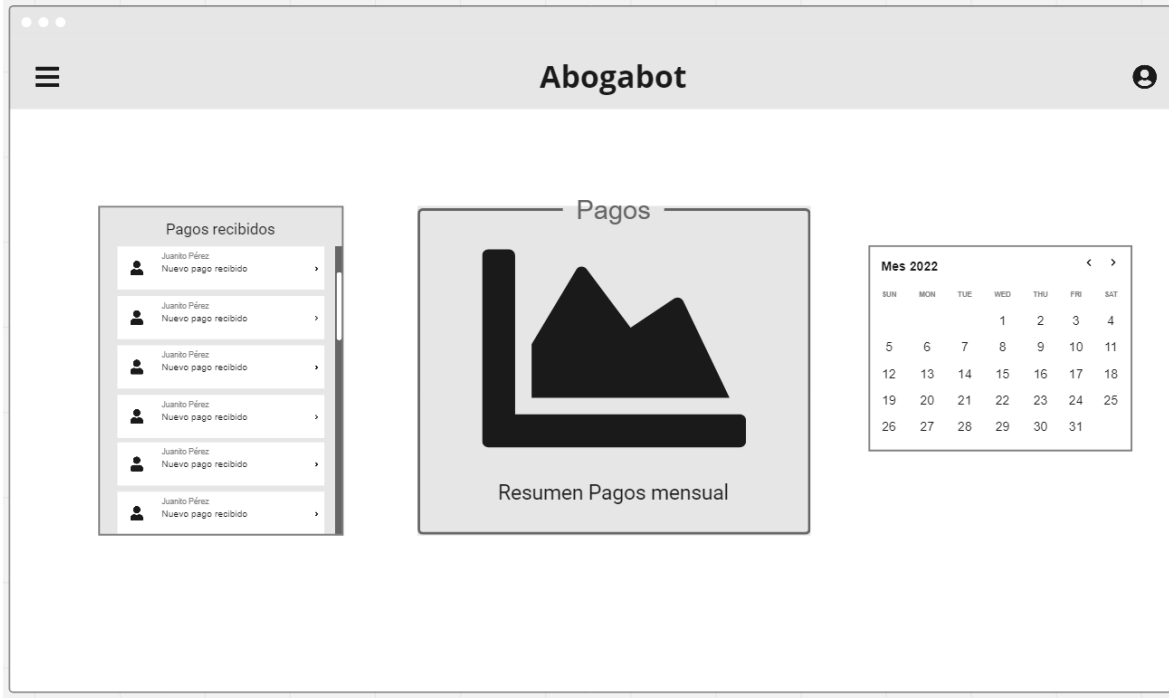 Abogabot
Pagos recibidos
Juanito Pérez
Nuevo pago recibido
Juanito Pérez
Nuevo pago recibido
Juanito Pérez
Nuevo pago recibido
Juanito Pérez
Nuevo pago recibido
Juanito Pérez
Nuevo pago recibido
Juanito Pérez
Nuevo pago recibido
Pagos
Resumen Pagos mensual
Mes 2022
SUN MON TUE WED THU FRI SAT
1 2 3 4
5 6 7 8 9 10 11
12 13 14 15 16 17 18
19 20 21 22 23 24 25
26 27 28 29 30 31